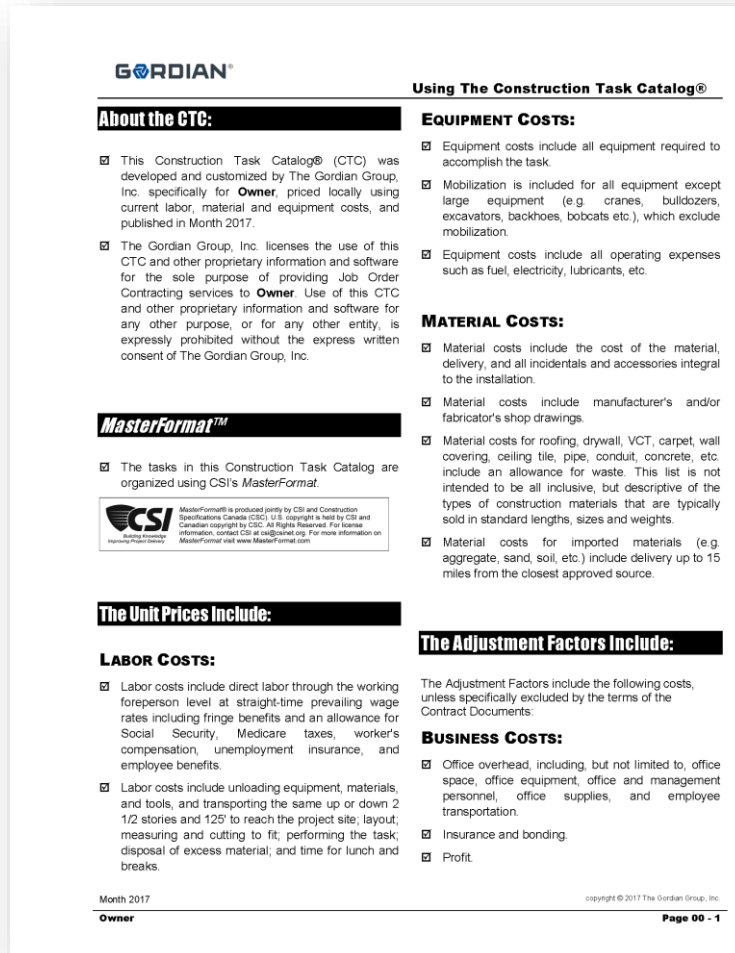 GORDIAN®
Using The Construction Task Catalog®
About the CTC:
☑ This Construction Task Catalog® (CTC) was
developed and customized by The Gordian Group,
Inc. specifically for Owner, priced locally using
current labor, material and equipment costs, and
published in Month 2017.
☑ The Gordian Group, Inc. licenses the use of this
CTC and other proprietary information and software
for the sole purpose of providing Job Order
Contracting services to Owner. Use of this CTC
and other proprietary information and software for
any other purpose, or for any other entity, is
expressly prohibited without the express written
consent of The Gordian Group, Inc.
MasterFormat™
☑ The tasks in this Construction Task Catalog are
organized using CSI's MasterFormat.
CSI
Building Knowledge
Improving Project Delivery
MasterFormat® is produced jointly by CSI and Construction
Specifications Canada (CSC). U.S. copyright is held by CSI and
Canadian copyright by CSC. All Rights Reserved. For license
information, contact CSI at csi@csinet.org. For more information on
MasterFormat visit www.MasterFormat.com
The Unit Prices Include:
LABOR COSTS:
☑ Labor costs include direct labor through the working
foreperson level at straight-time prevailing wage
rates including fringe benefits and an allowance for
Social Security, Medicare taxes, worker's
compensation, unemployment insurance, and
employee benefits.
☑ Labor costs include unloading equipment, materials,
and tools, and transporting the same up or down 2
1/2 stories and 125' to reach the project site; layout;
measuring and cutting to fit; performing the task;
disposal of excess material; and time for lunch and
breaks.
EQUIPMENT COSTS:
☑ Equipment costs include all equipment required to
accomplish the task.
☑ Mobilization is included for all equipment except
large equipment (e.g. cranes, bulldozers,
excavators, backhoes, bobcats etc.), which exclude
mobilization.
☑ Equipment costs include all operating expenses
such as fuel, electricity, lubricants, etc.
MATERIAL COSTS:
☑ Material costs include the cost of the material,
delivery, and all incidentals and accessories integral
to the installation.
☑ Material costs include manufacturer's and/or
fabricator's shop drawings.
☑ Material costs for roofing, drywall, VCT, carpet, wall
covering, ceiling tile, pipe, conduit, concrete, etc.
include an allowance for waste. This list is not
intended to be all inclusive, but descriptive of the
types of construction materials that are typically
sold in standard lengths, sizes and weights.
☑ Material costs for imported materials (e.g.
aggregate, sand, soil, etc.) include delivery up to 15
miles from the closest approved source.
The Adjustment Factors Include:
The Adjustment Factors include the following costs,
unless specifically excluded by the terms of the
Contract Documents:
BUSINESS COSTS:
☑ Office overhead, including, but not limited to, office
space, office equipment, office and management
personnel, office supplies, and employee
transportation.
☑ Insurance and bonding.
☑ Profit.
Month 2017
copyright © 2017 The Gordian Group, Inc.
Owner
Page 00 - 1